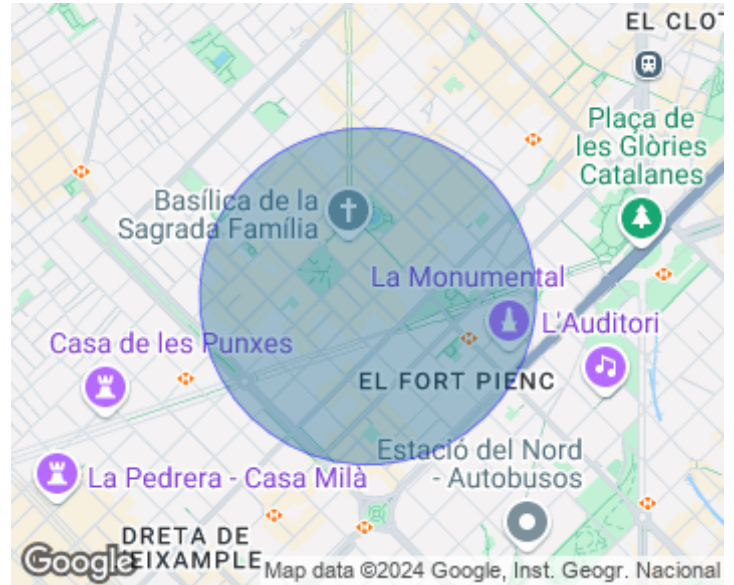 EL CLOT
Plaça de
les Glòries
Catalanes
Basílica de la
Sagrada Família
La Monumental
L'Auditori
Casa de les Punxes
EL FORT PIENC
Estació del Nord
- Autobusos
La Pedrera - Casa Milà
DRETA DE
L'EIXAMPLE
Google
Map data ©2024 Google, Inst. Geogr. Nacional